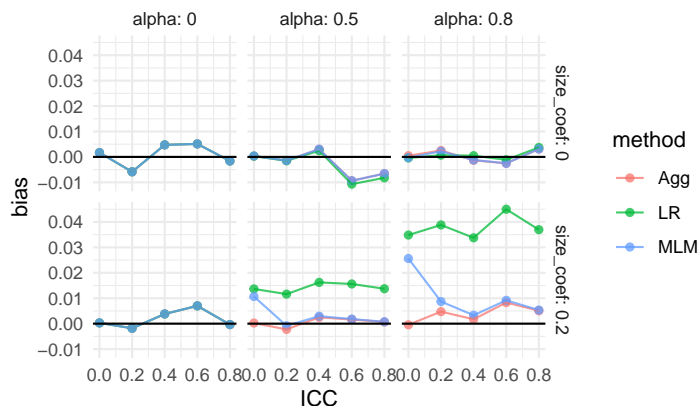 alpha: 0 alpha: 0.5 alpha: 0.8
0.04
0.03
0.02
0.01
0.00
−0.01
size_coef: 0
0.04
0.03
0.02
0.01
0.00
−0.01
size_coef: 0.2
bias
0.0 0.2 0.4 0.6 0.8 0.0 0.2 0.4 0.6 0.8 0.0 0.2 0.4 0.6 0.8
ICC
method
Agg
LR
MLM